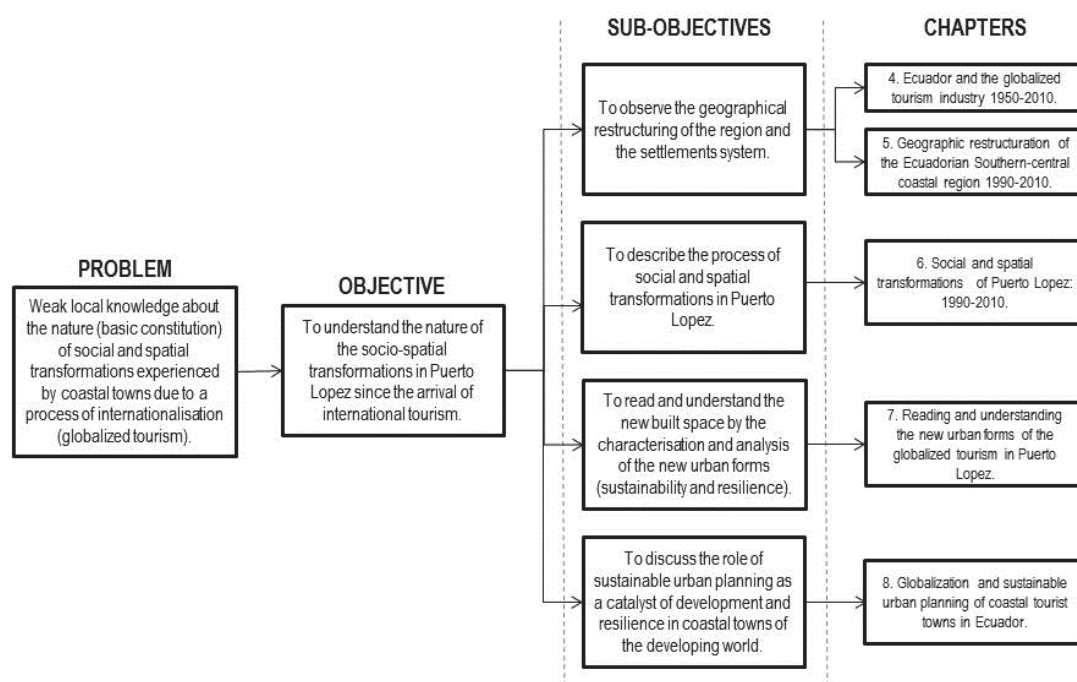 SUB-OBJECTIVES
CHAPTERS
PROBLEM
Weak local knowledge about
the nature (basic constitution)
of social and spatial
transformations experienced
by coastal towns due to a
process of internationalisation
(globalized tourism).
OBJECTIVE
To understand the nature of
the socio-spatial
transformations in Puerto
Lopez since the arrival of
international tourism.
To observe the geographical
restructuring of the region and
the settlements system.
To describe the process of
social and spatial
transformations in Puerto
Lopez.
To read and understand the
new built space by the
characterisation and analysis
of the new urban forms
(sustainability and resilience).
To discuss the role of
sustainable urban planning as
a catalyst of development and
resilience in coastal towns of
the developing world.
4. Ecuador and the globalized
tourism industry 1950-2010.
5. Geographic restructuration of
the Ecuadorian Southern-central
coastal region 1990-2010.
6. Social and spatial
transformations of Puerto Lopez:
1990-2010.
7. Reading and understanding
the new urban forms of the
globalized tourism in Puerto
Lopez.
8. Globalization and sustainable
urban planning of coastal tourist
towns in Ecuador.